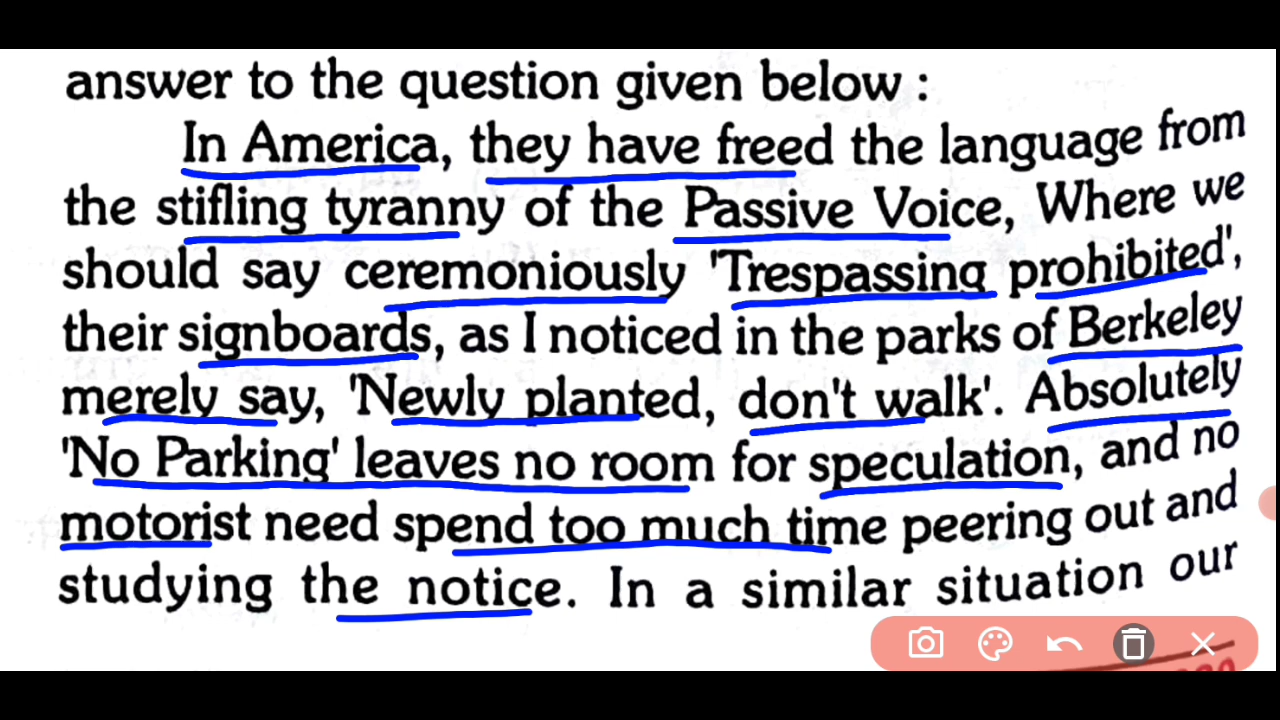 answer to the question given below :
In America, they have freed the language from
the stifling tyranny of the Passive Voice, Where we
should say ceremoniously 'Trespassing prohibited',
their signboards, as I noticed in the parks of Berkeley
merely say, 'Newly planted, don't walk'. Absolutely
'No Parking' leaves no room for speculation, and no
motorist need spend too much time peering out and
studying the notice. In a similar situation our